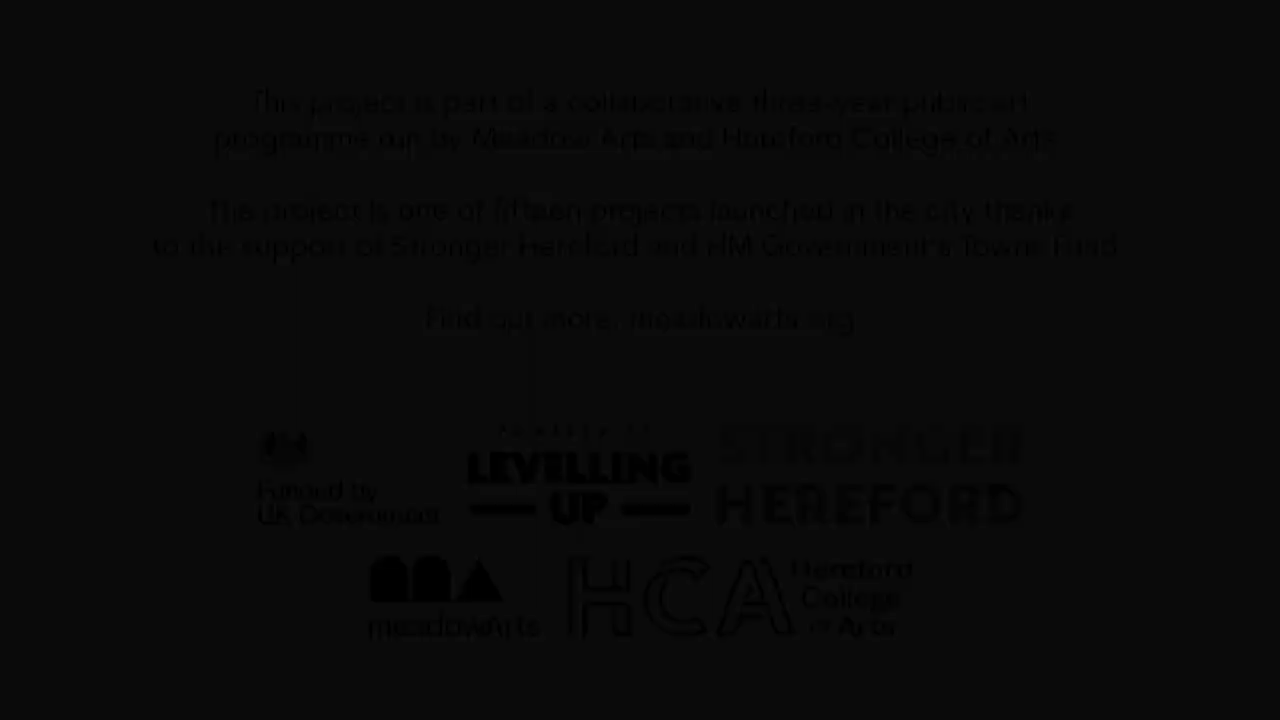 This project is part of a collaborative three-year public art
programme run by Meadow Arts and Hereford College of Arts
The project is one of fifteen projects launched in the city thanks
to the support of Stronger Hereford and HM Government's Towns Fund
Find out more: meadowarts.org
POWERED BY
LEVELLING
UP
STRONGER
HEREFORD
Funded by
UK Government
meadowArts
HCA
Hereford
College
of Arts